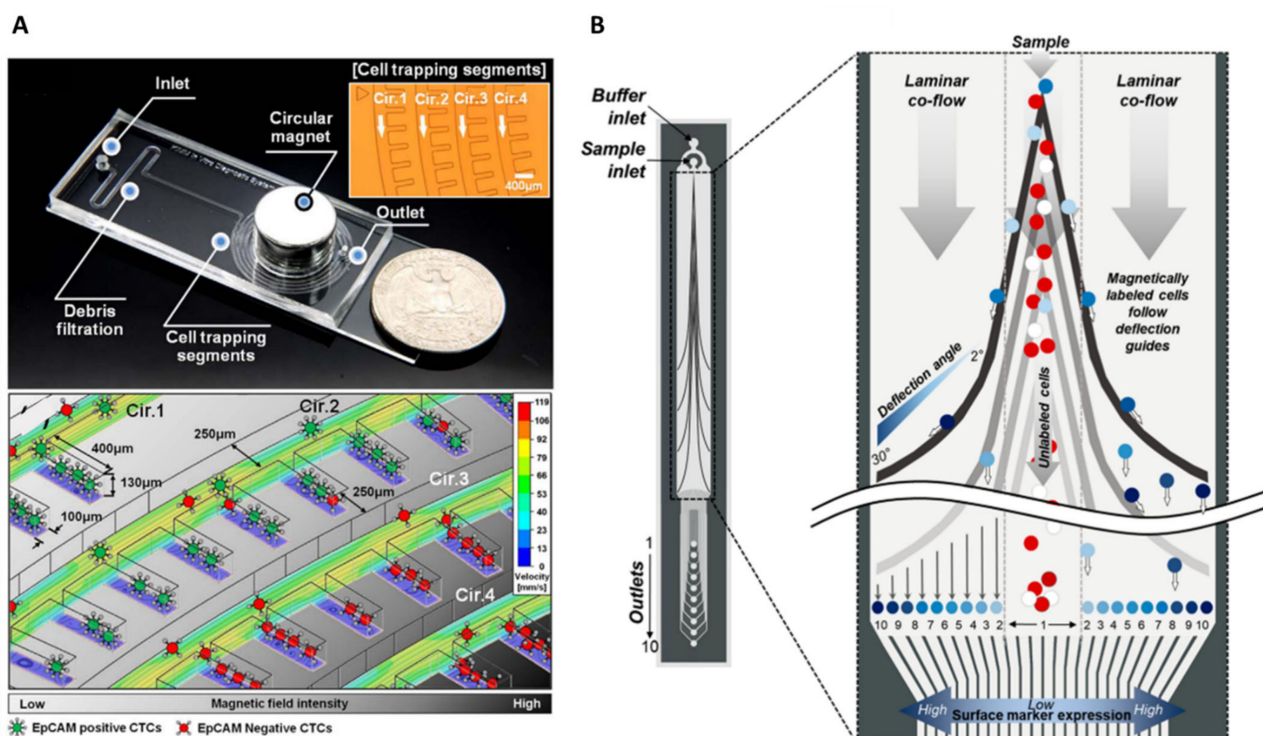 A
[Cell trapping segments]
Cir.1
Cir.2
Cir.3
Cir.4
400μm
Inlet
Circular
magnet
Outlet
Debris
filtration
Cell trapping
segments
Cir.1
Cir.2
Cir.3
Cir.4
400μm
130μm
100μm
250μm
250μm
119
106
92
79
66
53
40
26
13
0
Velocity
[mm/s]
Low
Magnetic field intensity
High
EpCAM positive CTCs
EpCAM Negative CTCs
B
Buffer
inlet
Sample
inlet
1
Outlets
10
Sample
Laminar
co-flow
Laminar
co-flow
Magnetically
labeled cells
follow
deflection
guides
Deflection angle
2°
30°
Unlabeled cells
10 9 8 7 6 5 4 3 2
1
2 3 4 5 6 7 8 9 10
High
Low
High
Surface marker expression